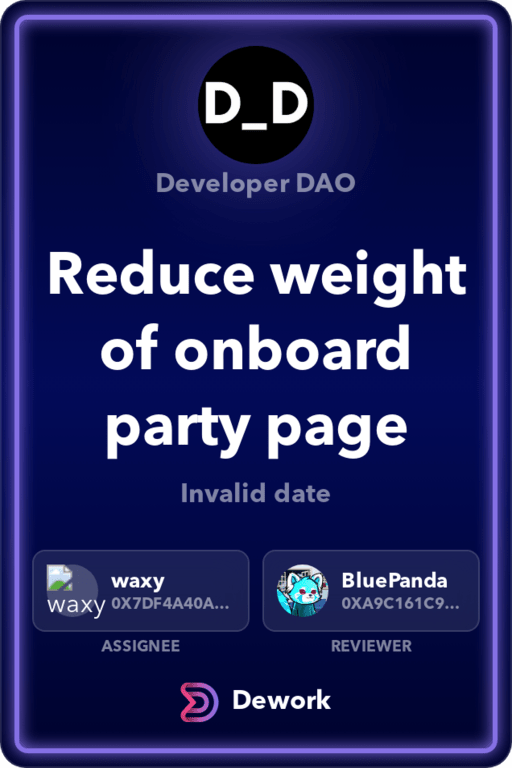 D_D
Developer DAO
Reduce weight
of onboard
party page
Invalid date
waxy
waxy
0X7DF4A40A...
BluePanda
0XA9C161C9...
ASSIGNEE
REVIEWER
Dework